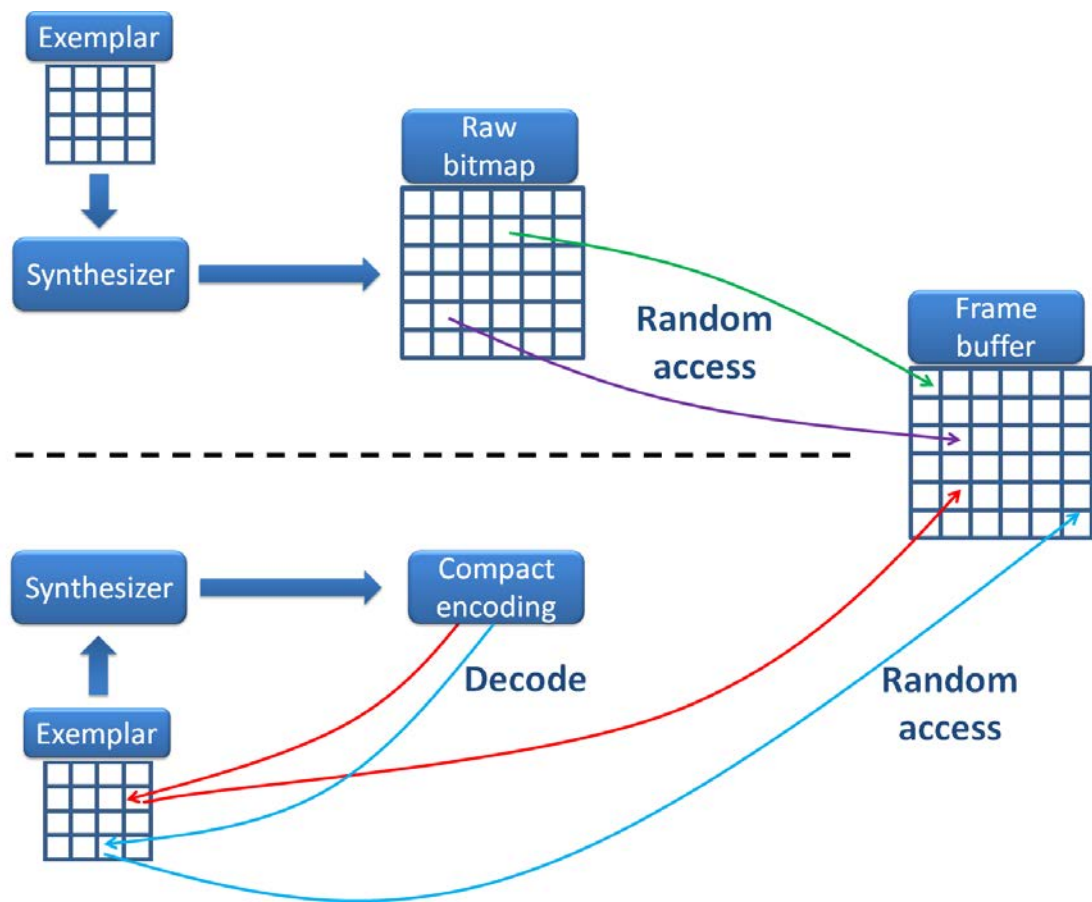 Exemplar
Raw
bitmap
Synthesizer
Random
access
Frame
buffer
Synthesizer
Compact
encoding
Decode
Random
access
Exemplar